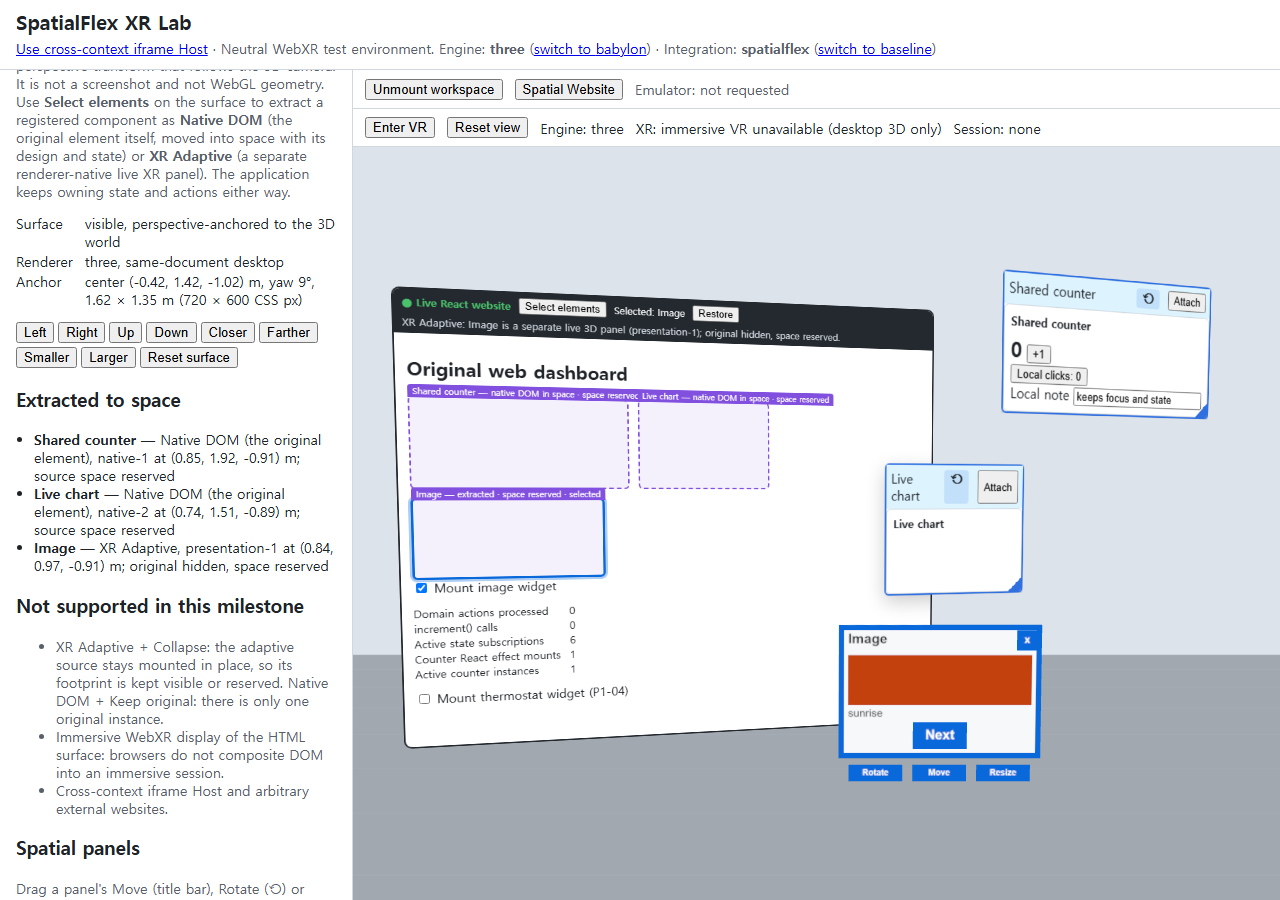 SpatialFlex XR Lab
Use cross-context iframe Host · Neutral WebXR test environment. Engine: three (switch to babylon) · Integration: spatialflex (switch to baseline)
It is not a screenshot and not WebGL geometry.
Use Select elements on the surface to extract a
registered component as Native DOM (the
original element itself, moved into space with its
design and state) or XR Adaptive (a separate
renderer-native live XR panel). The application
keeps owning state and actions either way.
Surface visible, perspective-anchored to the 3D
world
Renderer three, same-document desktop
Anchor center (-0.42, 1.42, -1.02) m, yaw 9°,
1.62 × 1.35 m (720 × 600 CSS px)
Left Right Up Down Closer Farther
Smaller Larger Reset surface
Extracted to space
• Shared counter — Native DOM (the original
element), native-1 at (0.85, 1.92, -0.91) m;
source space reserved
• Live chart — Native DOM (the original
element), native-2 at (0.74, 1.51, -0.89) m;
source space reserved
• Image — XR Adaptive, presentation-1 at (0.84,
0.97, -0.91) m; original hidden, space reserved
Not supported in this milestone
• XR Adaptive + Collapse: the adaptive
source stays mounted in place, so its
footprint is kept visible or reserved. Native
DOM + Keep original: there is only one
original instance.
• Immersive WebXR display of the HTML
surface: browsers do not composite DOM
into an immersive session.
• Cross-context iframe Host and arbitrary
external websites.
Spatial panels
Drag a panel's Move (title bar), Rotate (⟲) or
Unmount workspace Spatial Website Emulator: not requested
Enter VR Reset view Engine: three XR: immersive VR unavailable (desktop 3D only) Session: none
Live React website Select elements Selected: Image Restore
XR Adaptive: Image is a separate live 3D panel (presentation-1); original hidden, space reserved.
Original web dashboard
Shared counter — native DOM in space · space reserved
Live chart — native DOM in space · space reserved
Image — extracted · space reserved · selected
Mount image widget
Domain actions processed 0
increment() calls 0
Active state subscriptions 6
Counter React effect mounts 1
Active counter instances 1
Mount thermostat widget (P1-04)
Shared counter ⟲ Attach
Shared counter
0 +1
Local clicks: 0
Local note keeps focus and state
Live
chart ⟲ Attach
Live chart
Image x
sunrise
Next
Rotate Move Resize